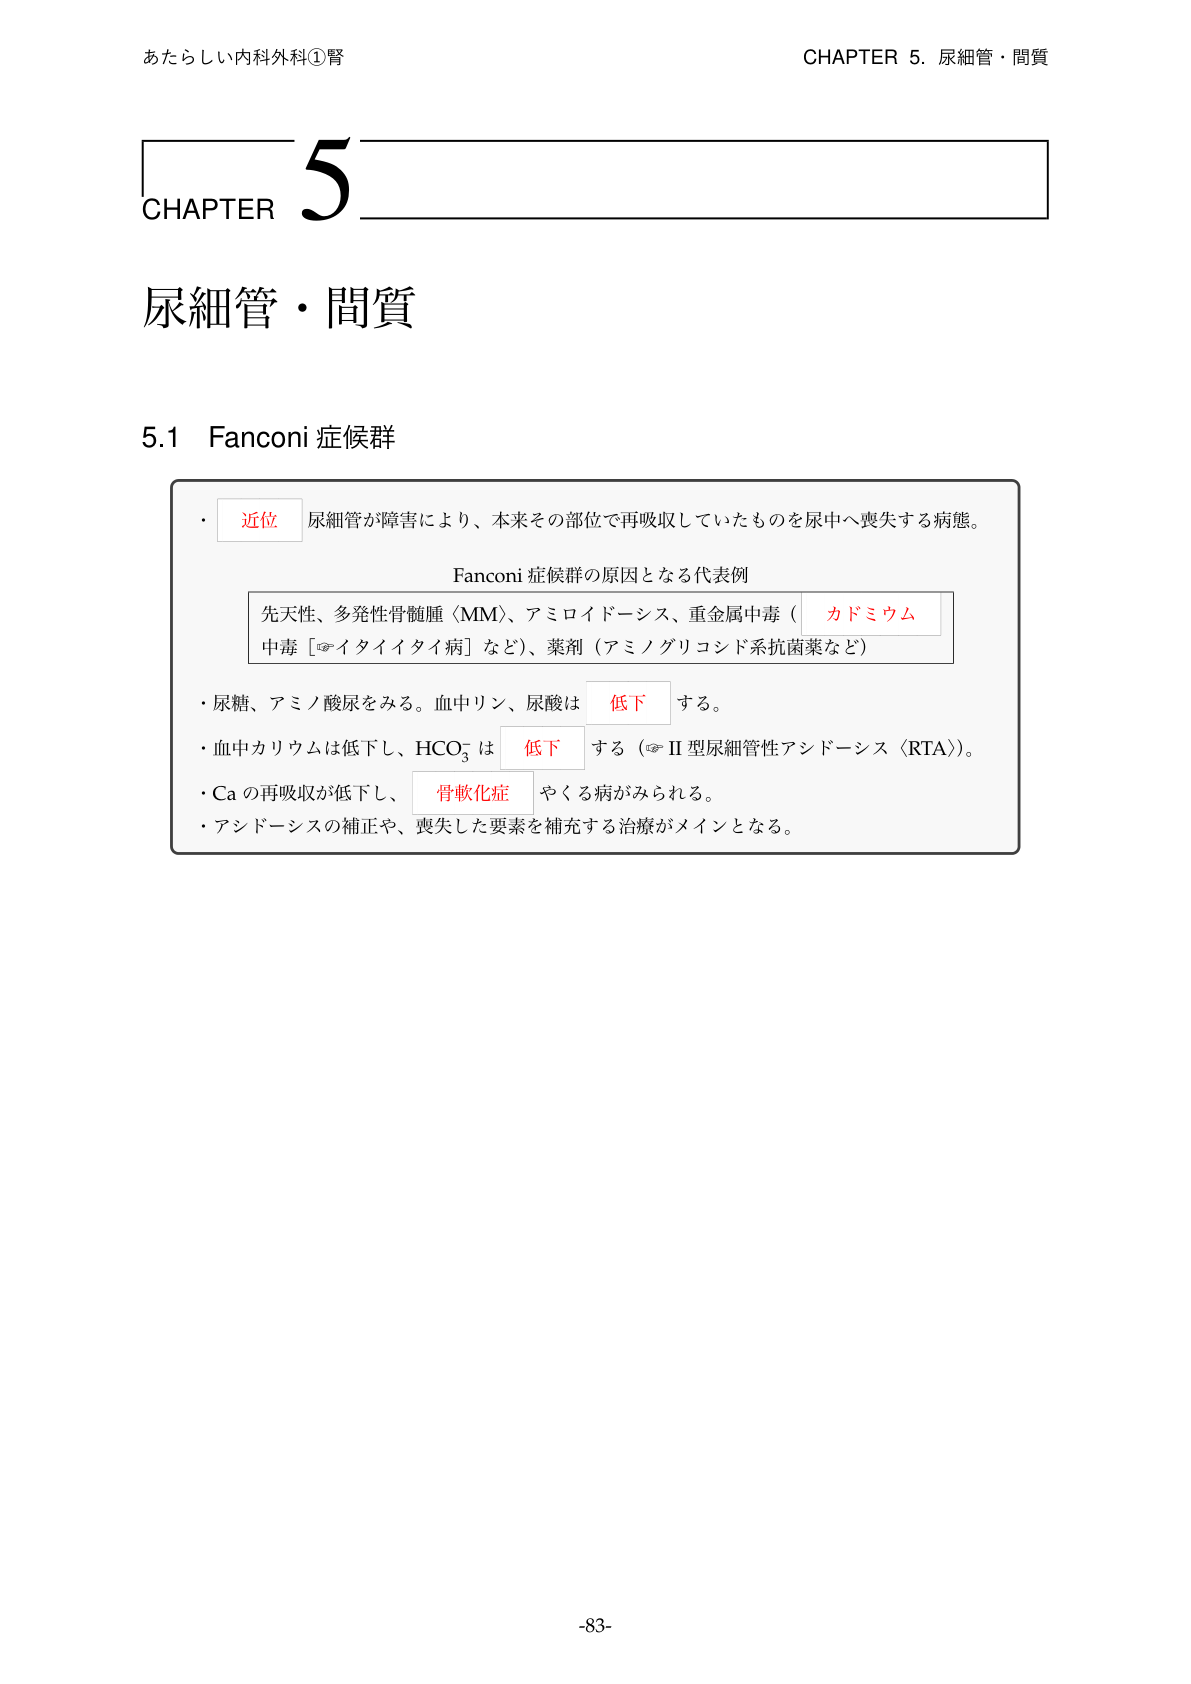 あたらしい内科外科①腎
CHAPTER 5. 尿細管・間質
CHAPTER 5
尿細管・間質
5.1 Fanconi 症候群
・ 近位 尿細管が障害により、本来その部位で再吸収していたものを尿中へ喪失する病態。
Fanconi 症候群の原因となる代表例
先天性、多発性骨髄腫〈MM〉、アミロイドーシス、重金属中毒（ カドミウム
中毒［☞イタイイタイ病］など）、薬剤（アミノグリコシド系抗菌薬など）
・尿糖、アミノ酸尿をみる。血中リン、尿酸は 低下 する。
・血中カリウムは低下し、HCO₃⁻ は 低下 する（☞ II 型尿細管性アシドーシス〈RTA〉）。
・Ca の再吸収が低下し、 骨軟化症 やくる病がみられる。
・アシドーシスの補正や、喪失した要素を補充する治療がメインとなる。
-83-